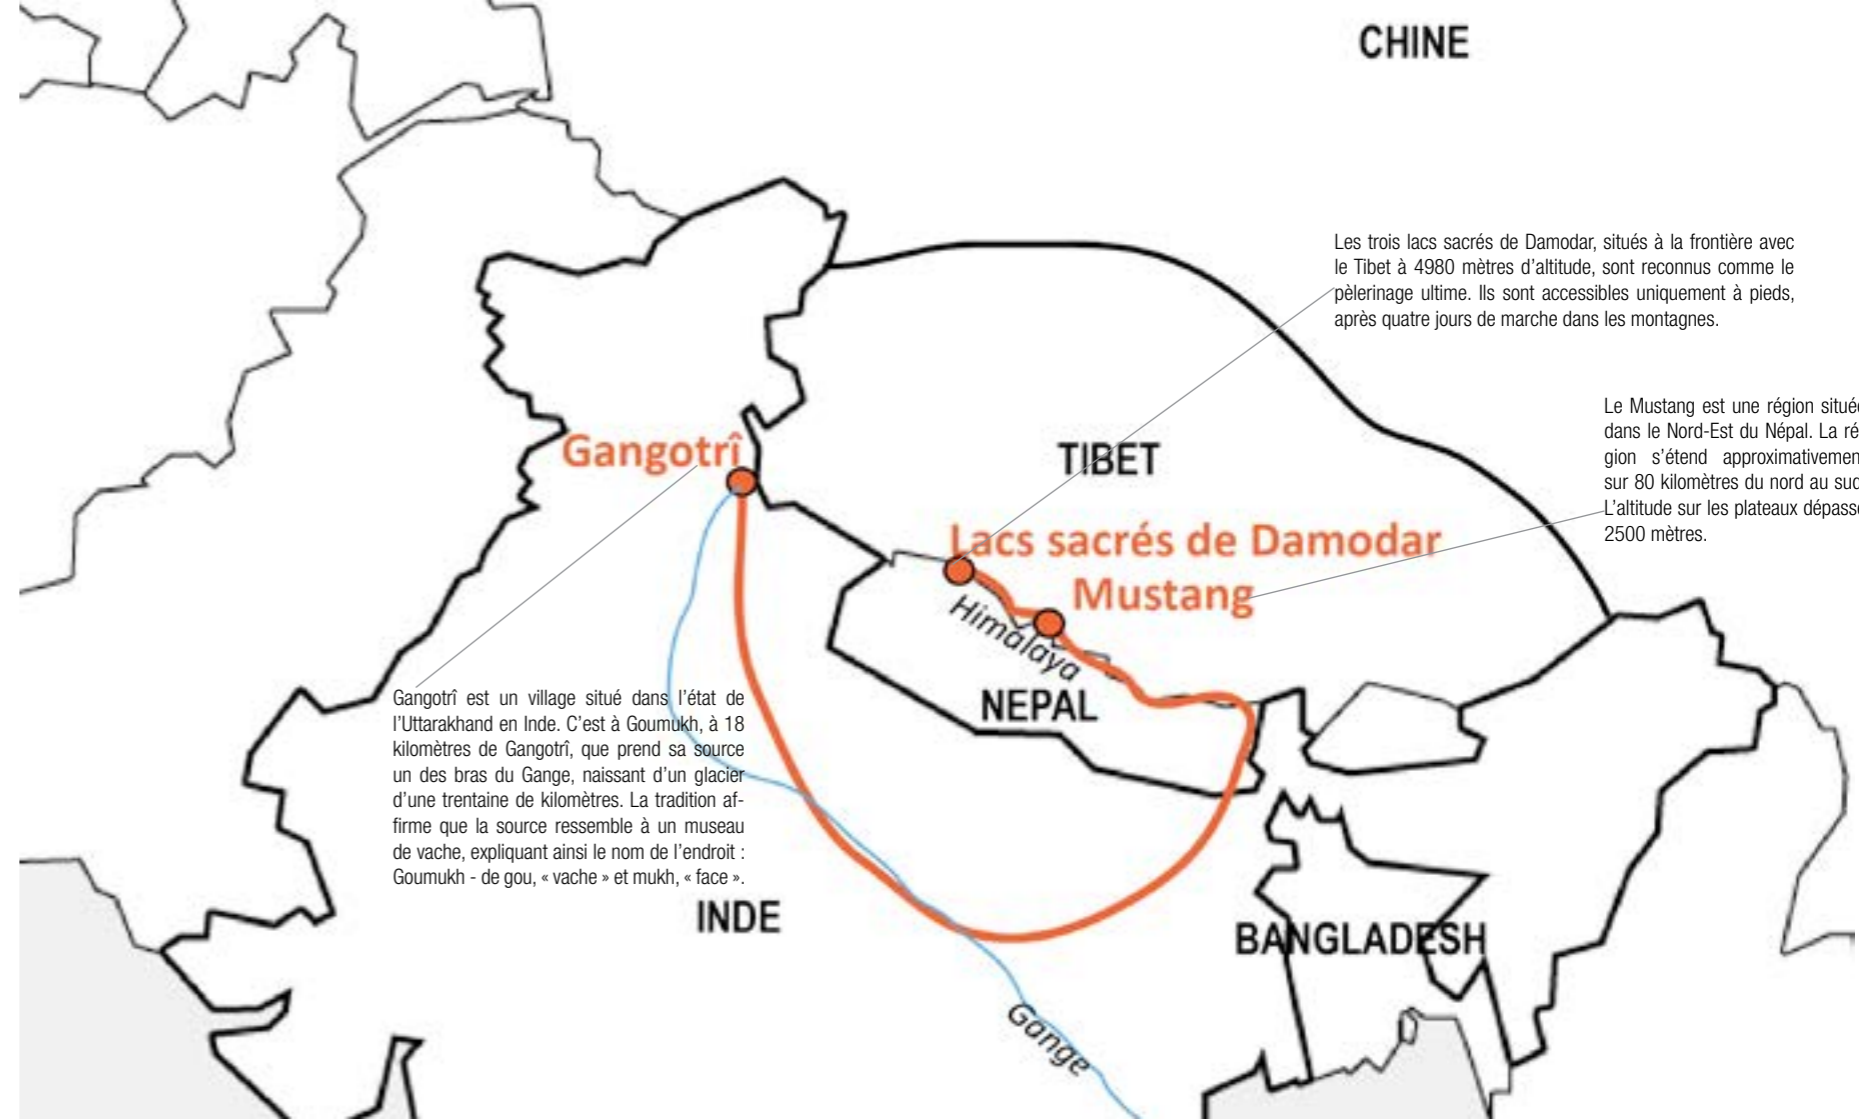 CHINE
Les trois lacs sacrés de Damodar, situés à la frontière avec
le Tibet à 4980 mètres d’altitude, sont reconnus comme le
pèlerinage ultime. Ils sont accessibles uniquement à pieds,
après quatre jours de marche dans les montagnes.
Le Mustang est une région située
dans le Nord-Est du Népal. La ré-
gion s’étend approximativemen
sur 80 kilomètres du nord au sud
L’altitude sur les plateaux dépasse
2500 mètres.
Gangotrî
TIBET
Lacs sacrés de Damodar
Mustang
Himalaya
NEPAL
Gangotrî est un village situé dans l’état de
l’Uttarakhand en Inde. C’est à Goumukh, à 18
kilomètres de Gangotrî, que prend sa source
un des bras du Gange, naissant d’un glacier
d’une trentaine de kilomètres. La tradition af-
firme que la source ressemble à un museau
de vache, expliquant ainsi le nom de l’endroit :
Goumukh - de gou, « vache » et mukh, « face ».
INDE
BANGLADESH
Gange